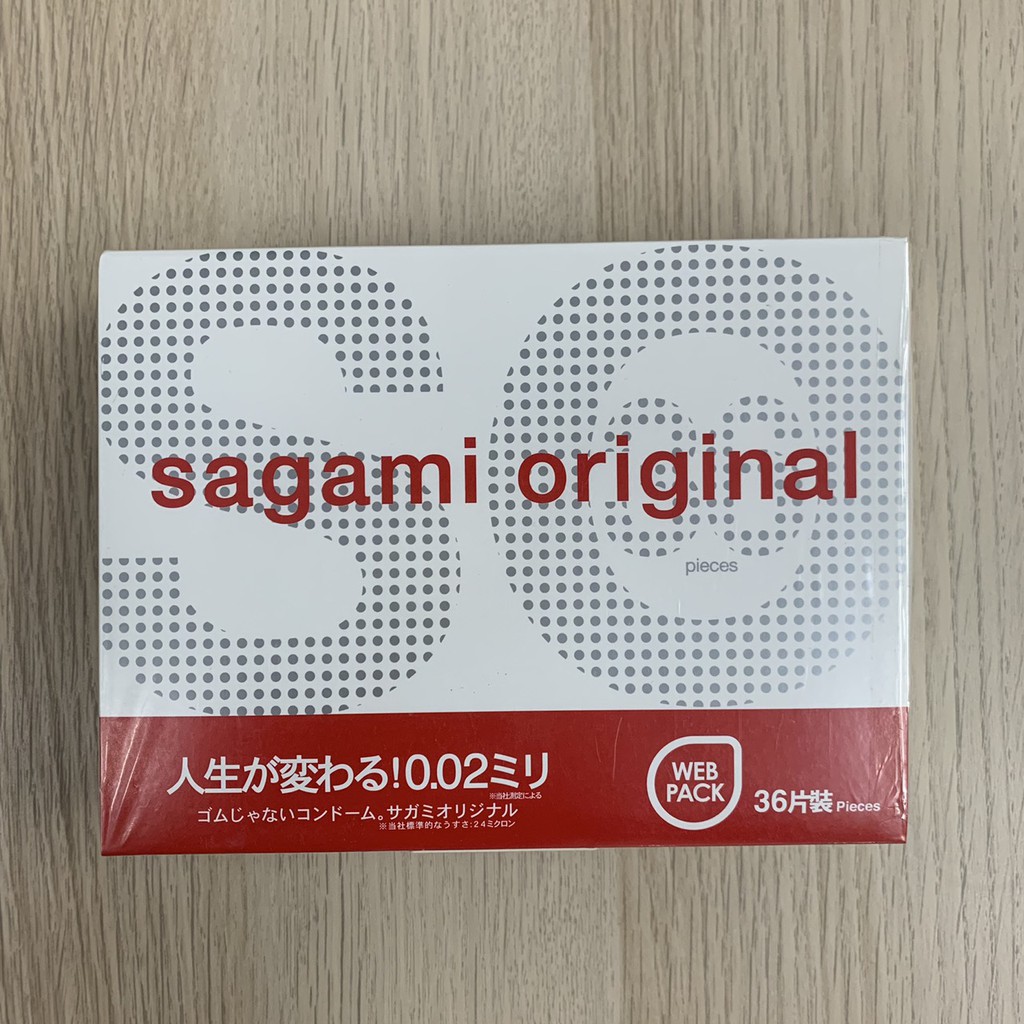 SO
sagami original
36
pieces
人生が変わる!0.02ミリ
※当社測定による
ゴムじゃないコンドーム。サガミオリジナル
※当社標準的なうすさ:24ミクロン
WEB
PACK
36片裝 Pieces